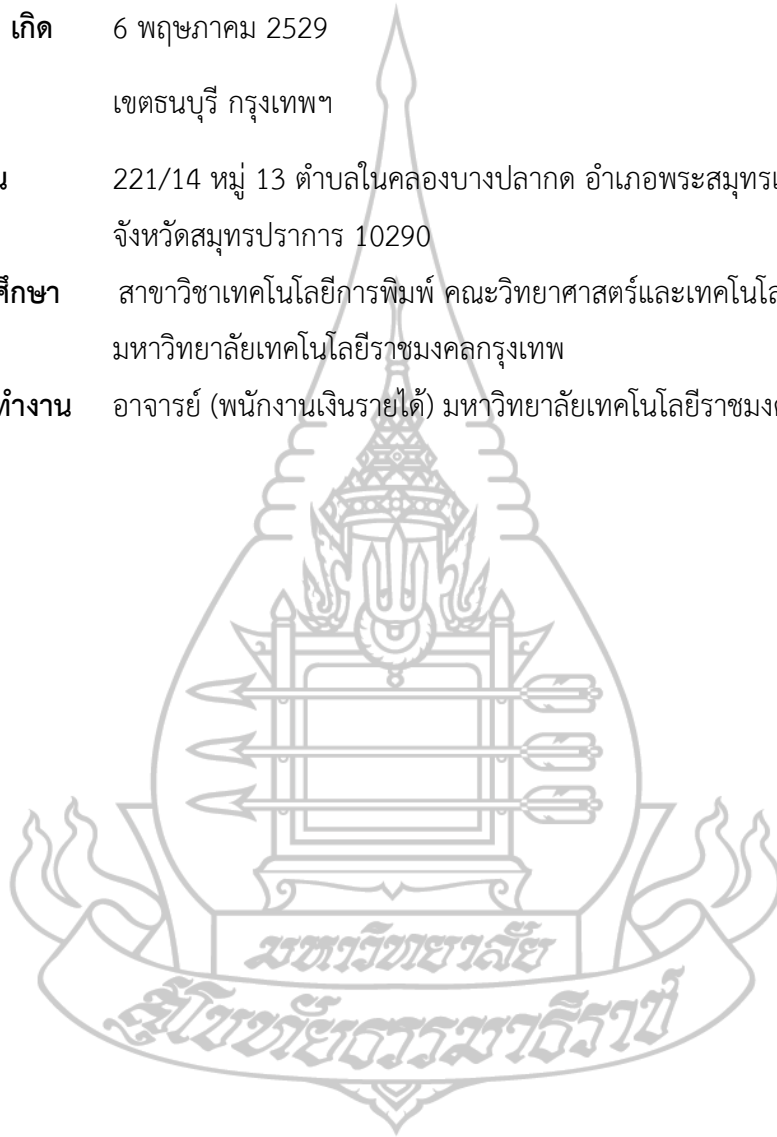 เกิด 6 พฤษภาคม 2529
เขตธนบุรี กรุงเทพฯ
221/14 หมู่ 13 ตำบลในคลองบางปลากด อำเภอพระสมุทรเ
จังหวัดสมุทรปราการ 10290
ศึกษา สาขาวิชาเทคโนโลยีการพิมพ์ คณะวิทยาศาสตร์และเทคโนโล
มหาวิทยาลัยเทคโนโลยีราชมงคลกรุงเทพ
ทำงาน อาจารย์ (พนักงานเงินรายได้) มหาวิทยาลัยเทคโนโลยีราชมง
มหาวิทยาลัย
สุโขทัยธรรมาธิราช